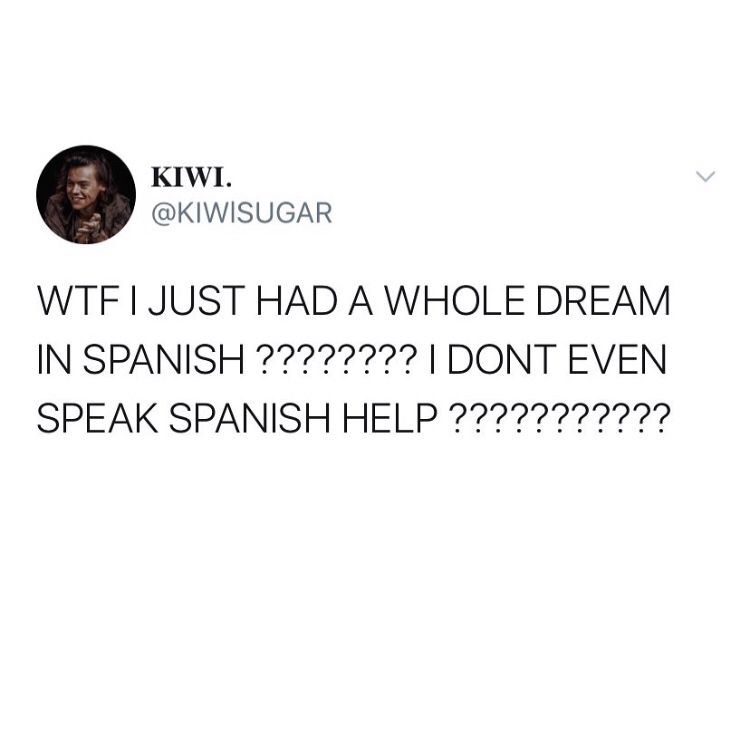 KIWI.
@KIWISUGAR
WTF I JUST HAD A WHOLE DREAM
IN SPANISH ???????? I DONT EVEN
SPEAK SPANISH HELP ???????????